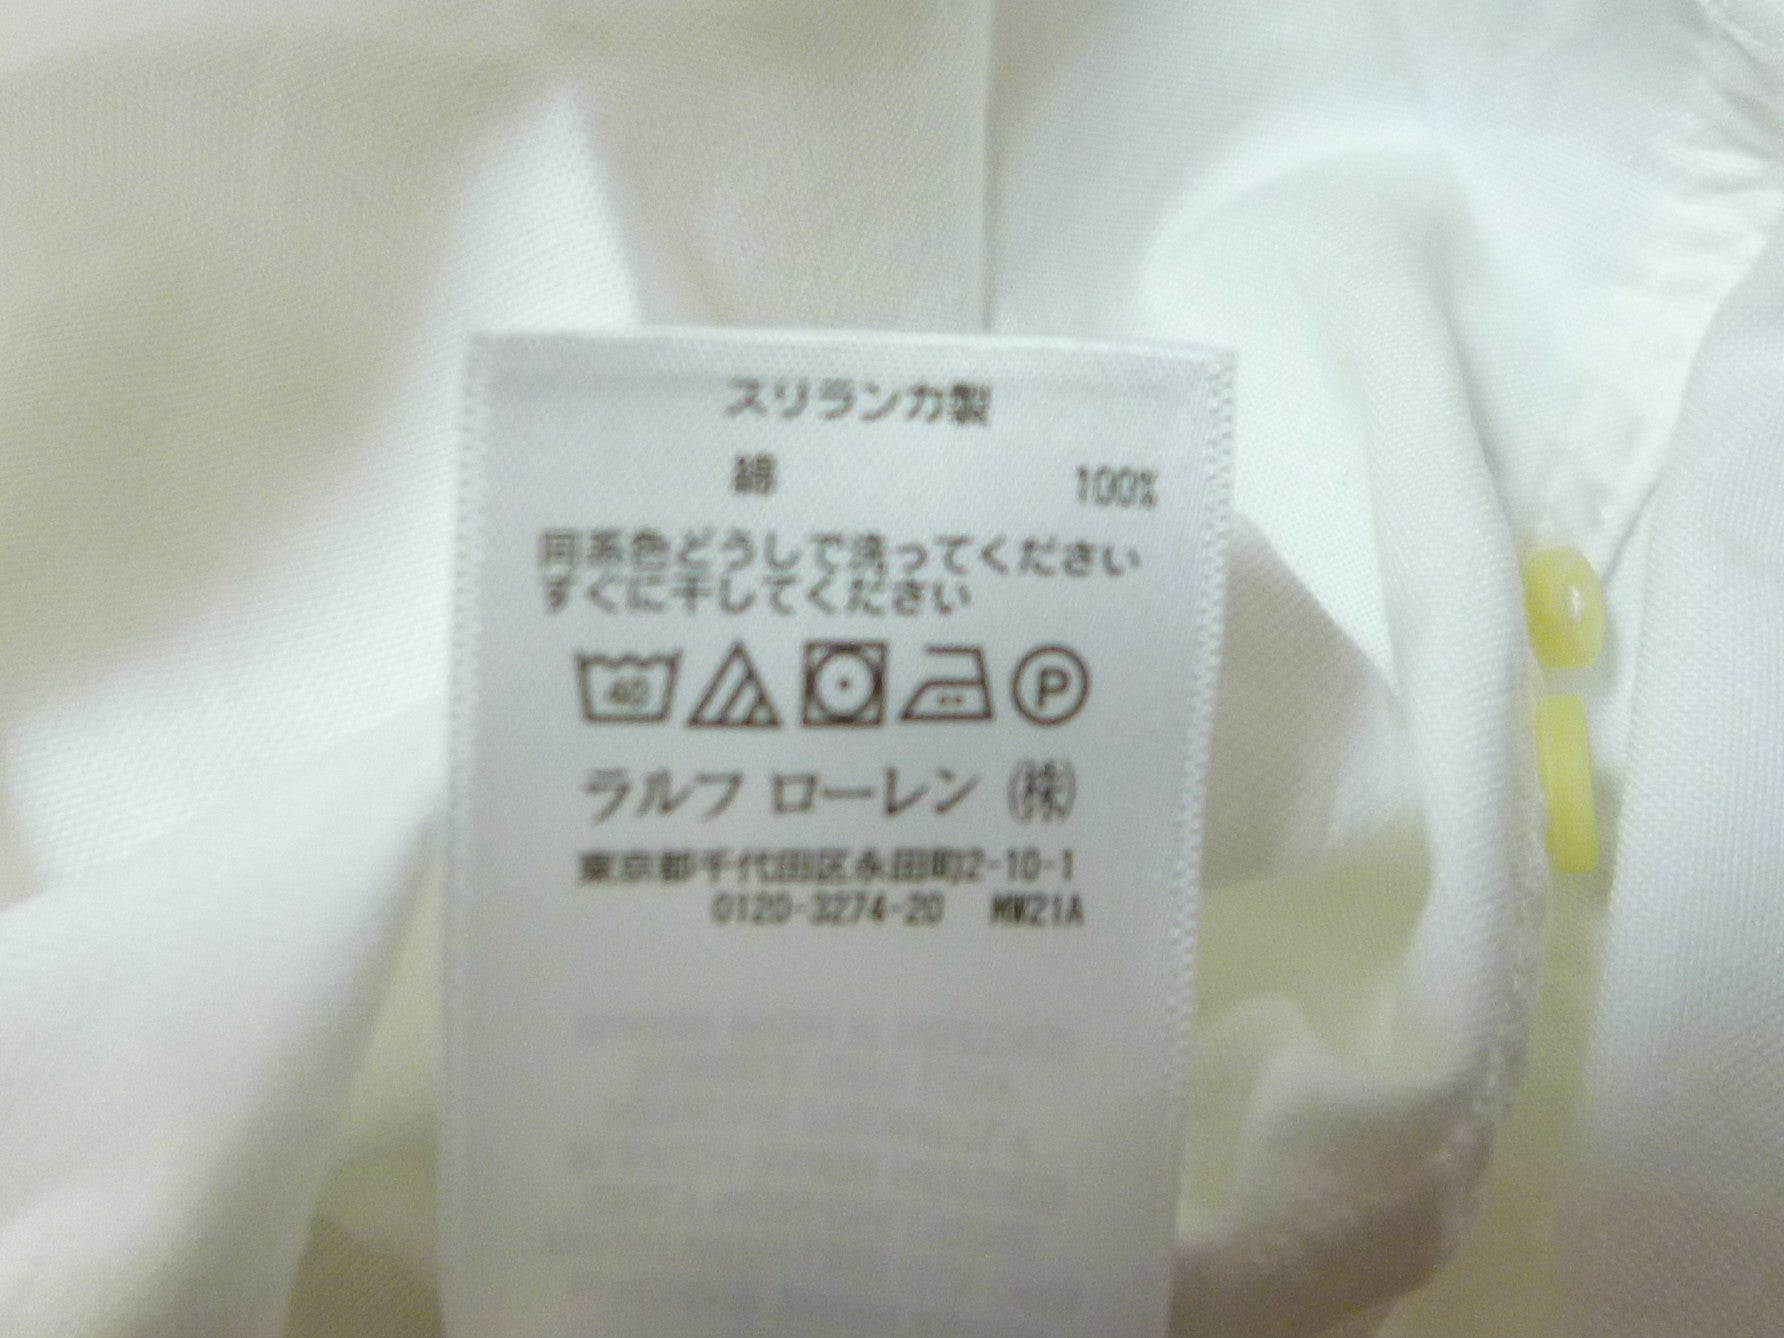 スリランカ製
綿 100%
同系色どうしで洗ってください
すぐに干してください
40 P
ラルフ ローレン (株)
東京都千代田区永田町2-10-1
0120-3274-20 MW21A